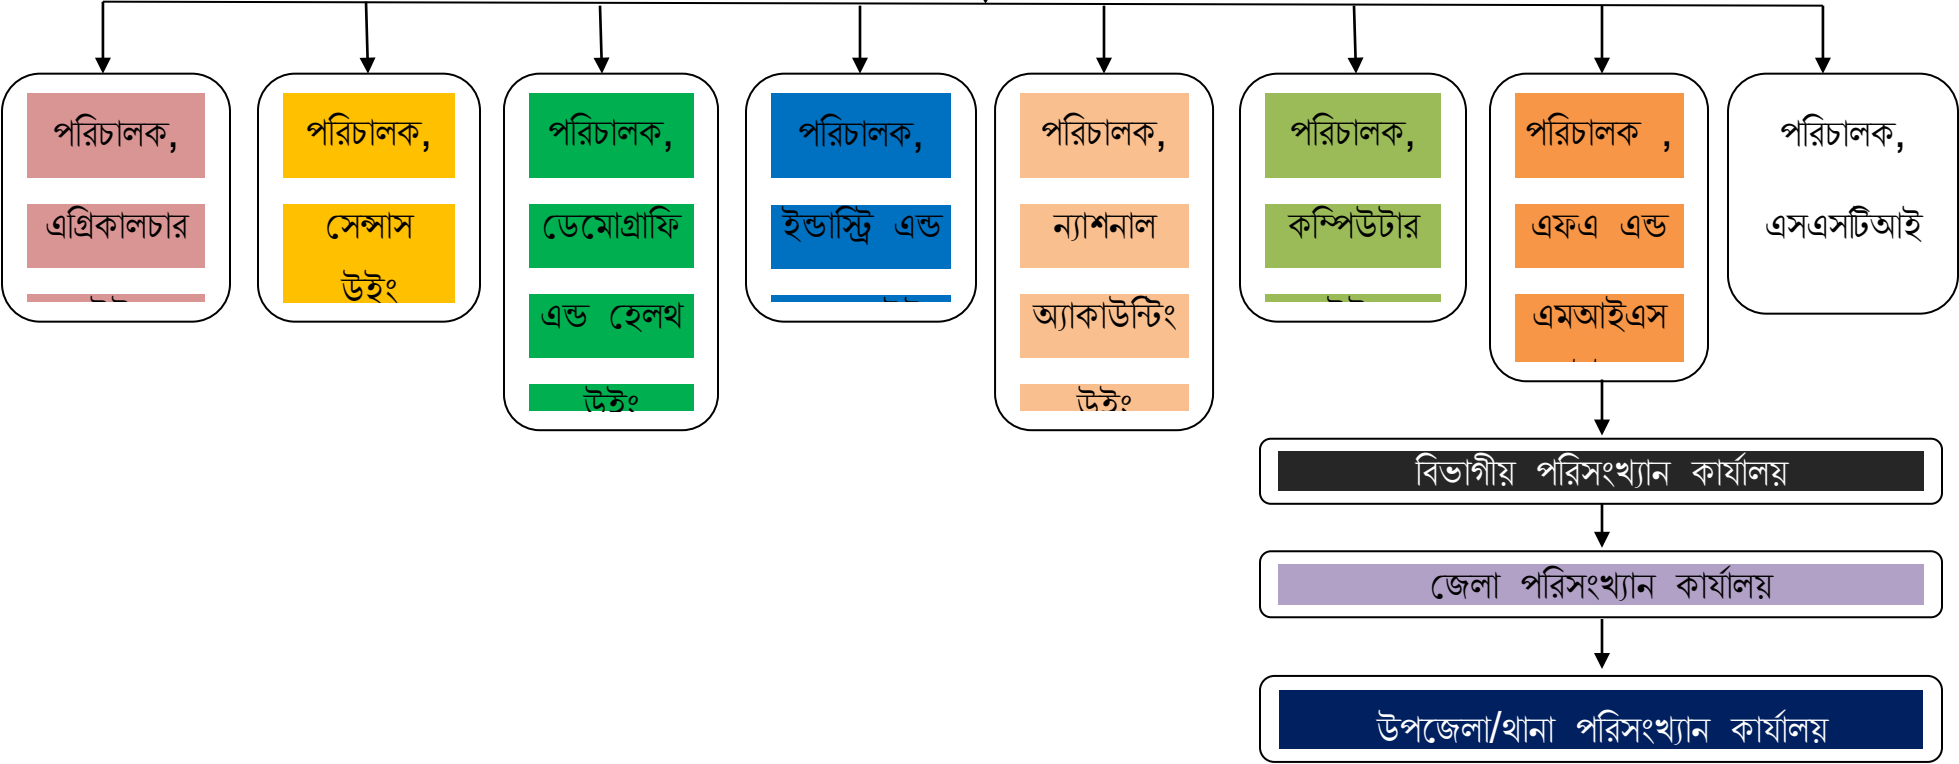 পরিচালক,
এগ্রিকালচার
পরিচালক,
সেন্সাস
উইং
পরিচালক,
ডেমোগ্রাফি
এন্ড হেলথ
উইং
পরিচালক,
ইন্ডাস্ট্রি এন্ড
পরিচালক,
ন্যাশনাল
অ্যাকাউন্টিং
উইং
পরিচালক,
কম্পিউটার
পরিচালক ,
এফএ এন্ড
এমআইএস
পরিচালক,
এসএসটিআই
বিভাগীয় পরিসংখ্যান কার্যালয়
জেলা পরিসংখ্যান কার্যালয়
উপজেলা/থানা পরিসংখ্যান কার্যালয়